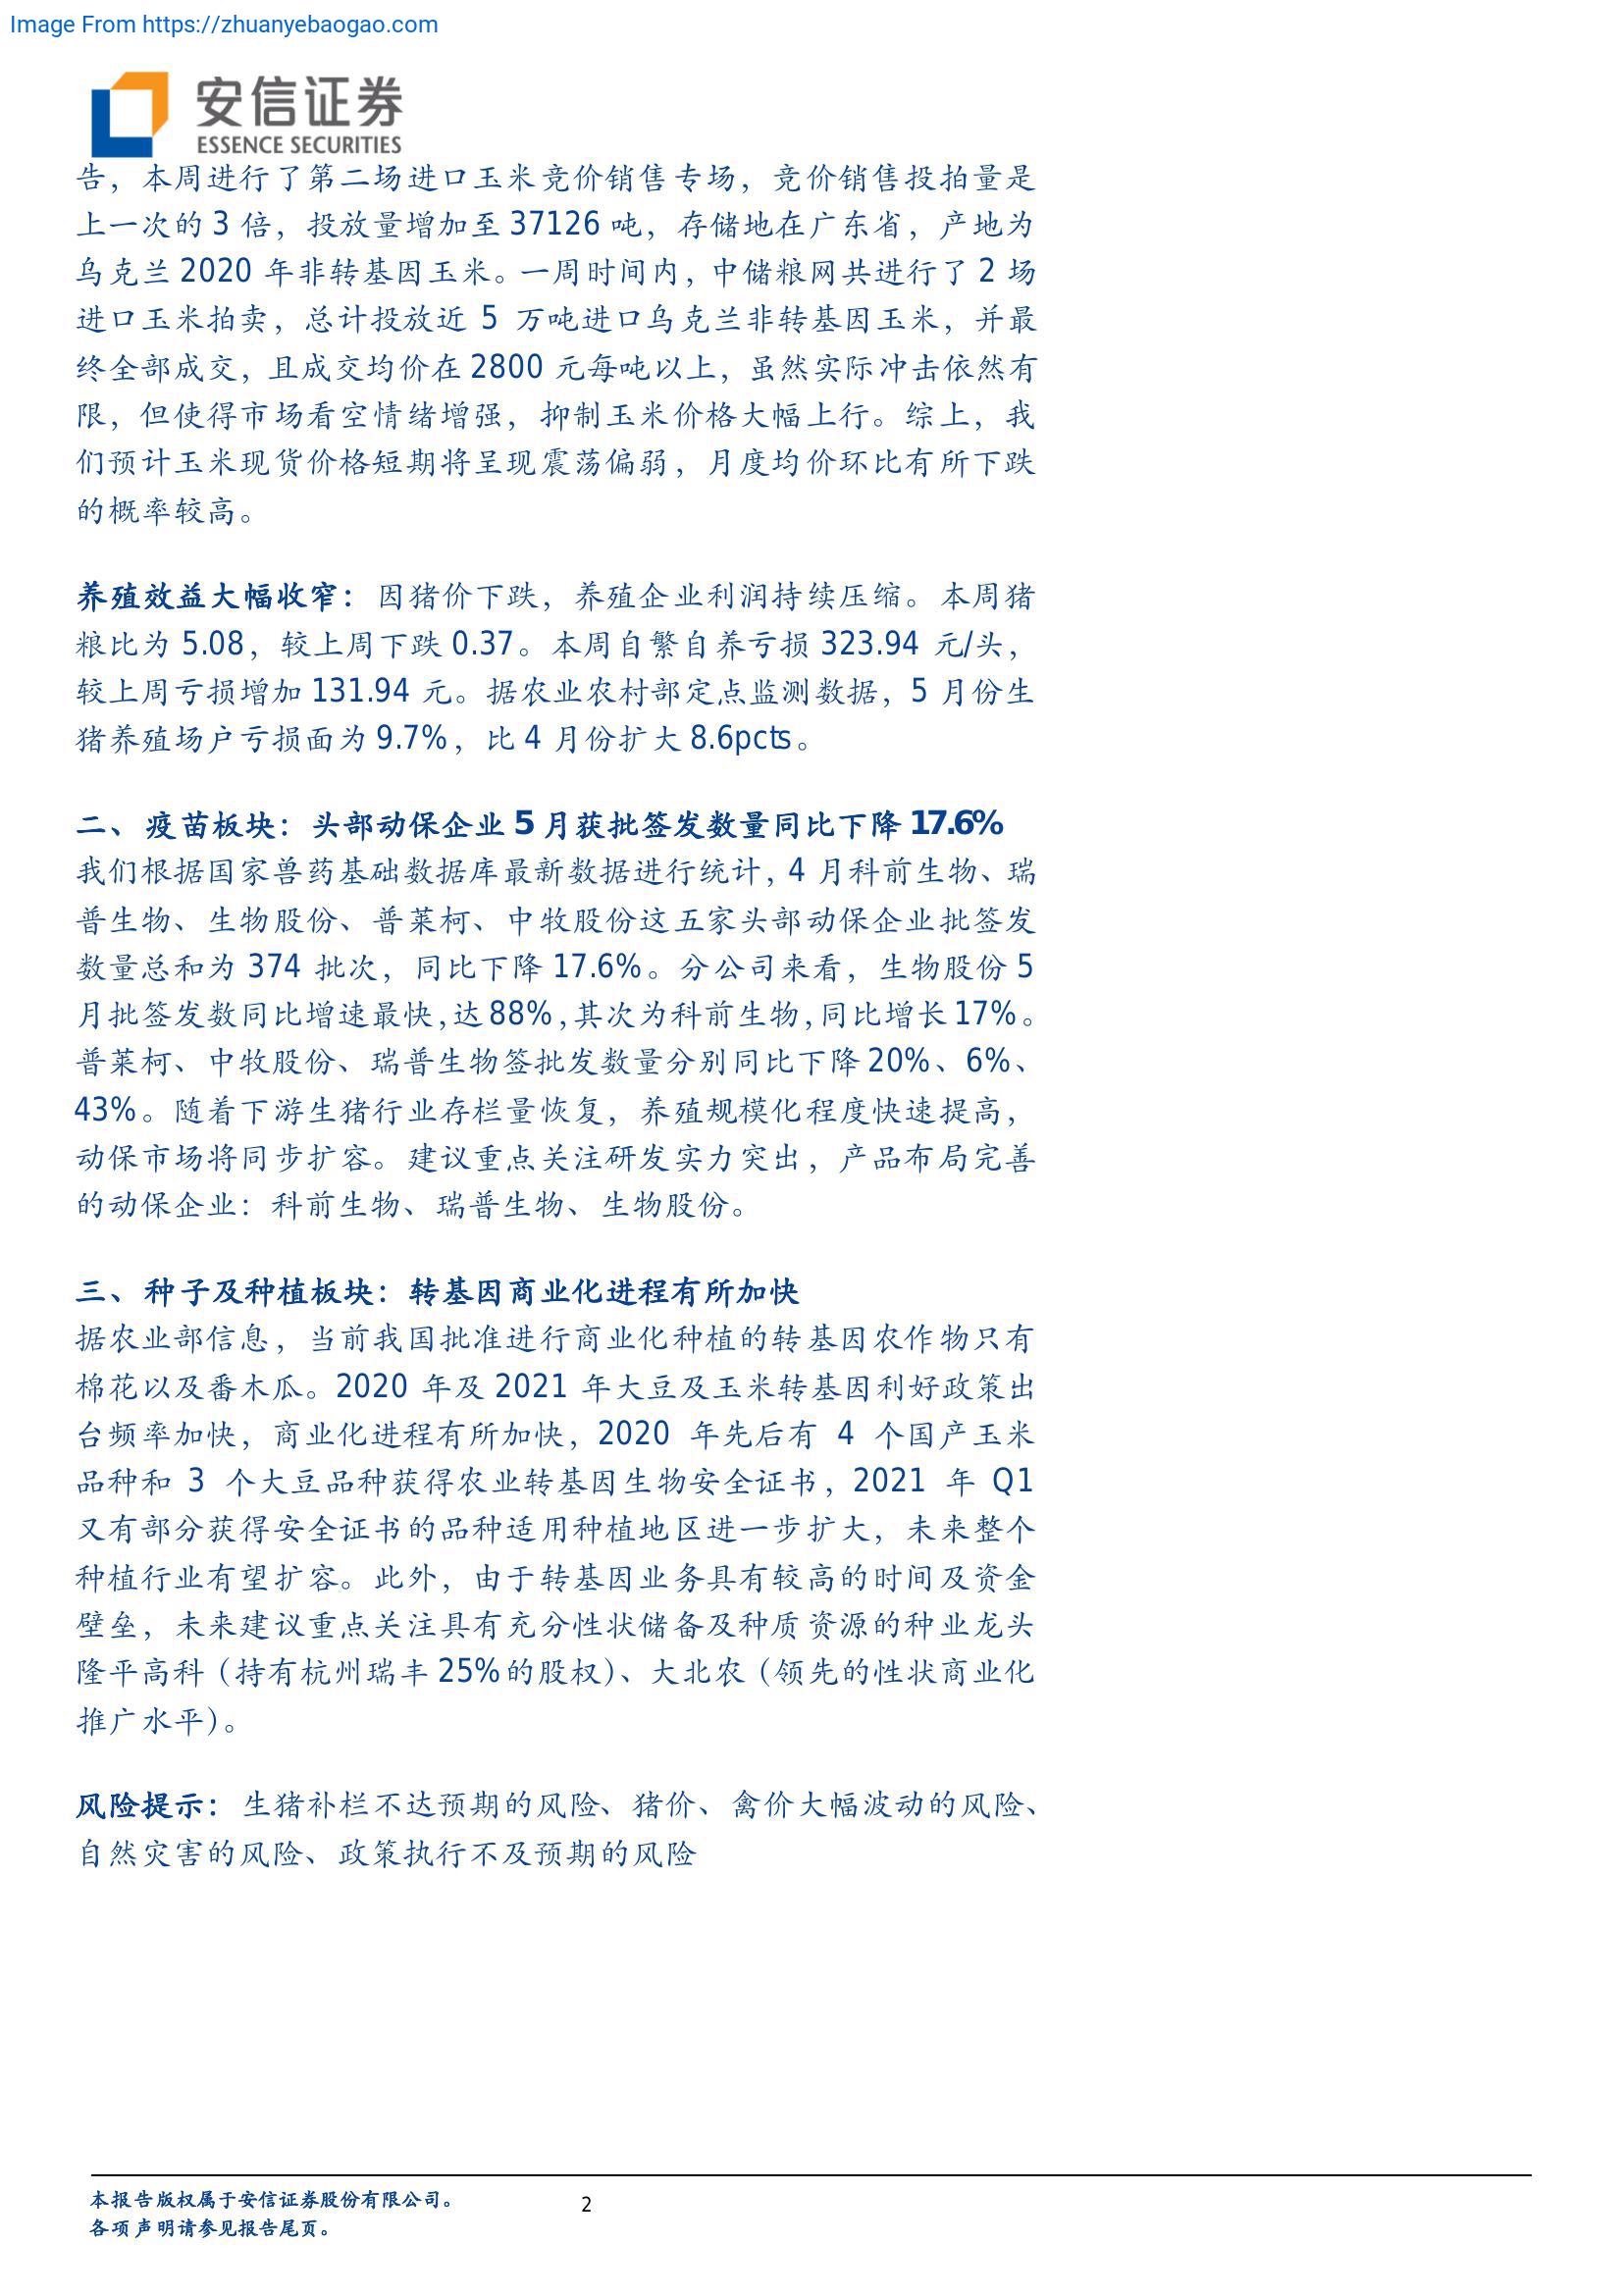 Image From https://zhuanyebaogao.com
安信证券
ESSENCE SECURITIES
告，本周进行了第二场进口玉米竞价销售专场，竞价销售投拍量是
上一次的 3 倍，投放量增加至 37126 吨，存储地在广东省，产地为
乌克兰 2020 年非转基因玉米。一周时间内，中储粮网共进行了 2 场
进口玉米拍卖，总计投放近 5 万吨进口乌克兰非转基因玉米，并最
终全部成交，且成交均价在 2800 元每吨以上，虽然实际冲击依然有
限，但使得市场看空情绪增强，抑制玉米价格大幅上行。综上，我
们预计玉米现货价格短期将呈现震荡偏弱，月度均价环比有所下跌
的概率较高。
养殖效益大幅收窄：因猪价下跌，养殖企业利润持续压缩。本周猪
粮比为 5.08，较上周下跌 0.37。本周自繁自养亏损 323.94 元/头，
较上周亏损增加 131.94 元。据农业农村部定点监测数据，5 月份生
猪养殖场户亏损面为 9.7%，比 4 月份扩大 8.6pcts。
二、疫苗板块：头部动保企业 5 月获批签发数量同比下降 17.6%
我们根据国家兽药基础数据库最新数据进行统计，4 月科前生物、瑞
普生物、生物股份、普莱柯、中牧股份这五家头部动保企业批签发
数量总和为 374 批次，同比下降 17.6%。分公司来看，生物股份 5
月批签发数同比增速最快，达 88%，其次为科前生物，同比增长 17%。
普莱柯、中牧股份、瑞普生物签批发数量分别同比下降 20%、6%、
43%。随着下游生猪行业存栏量恢复，养殖规模化程度快速提高，
动保市场将同步扩容。建议重点关注研发实力突出，产品布局完善
的动保企业：科前生物、瑞普生物、生物股份。
三、种子及种植板块：转基因商业化进程有所加快
据农业部信息，当前我国批准进行商业化种植的转基因农作物只有
棉花以及番木瓜。2020 年及 2021 年大豆及玉米转基因利好政策出
台频率加快，商业化进程有所加快，2020 年先后有 4 个国产玉米
品种和 3 个大豆品种获得农业转基因生物安全证书，2021 年 Q1
又有部分获得安全证书的品种适用种植地区进一步扩大，未来整个
种植行业有望扩容。此外，由于转基因业务具有较高的时间及资金
壁垒，未来建议重点关注具有充分性状储备及种质资源的种业龙头
隆平高科（持有杭州瑞丰 25%的股权）、大北农（领先的性状商业化
推广水平）。
风险提示：生猪补栏不达预期的风险、猪价、禽价大幅波动的风险、
自然灾害的风险、政策执行不及预期的风险
本报告版权属于安信证券股份有限公司。
2
各项声明请参见报告尾页。